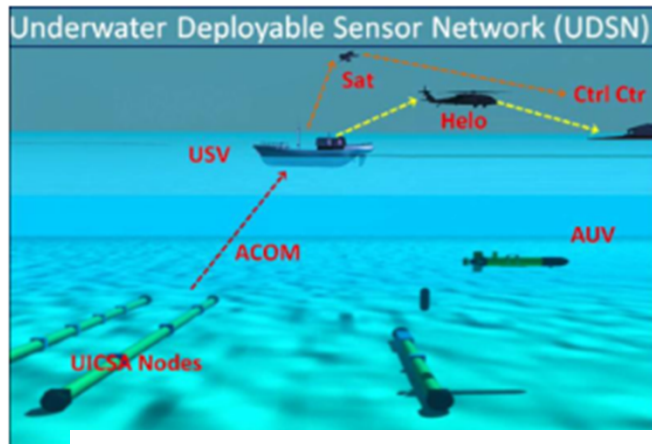 Underwater Deployable Sensor Network (UDSN)
Sat
Ctrl Ctr
Helo
USV
ACOM
AUV
UICSA Nodes